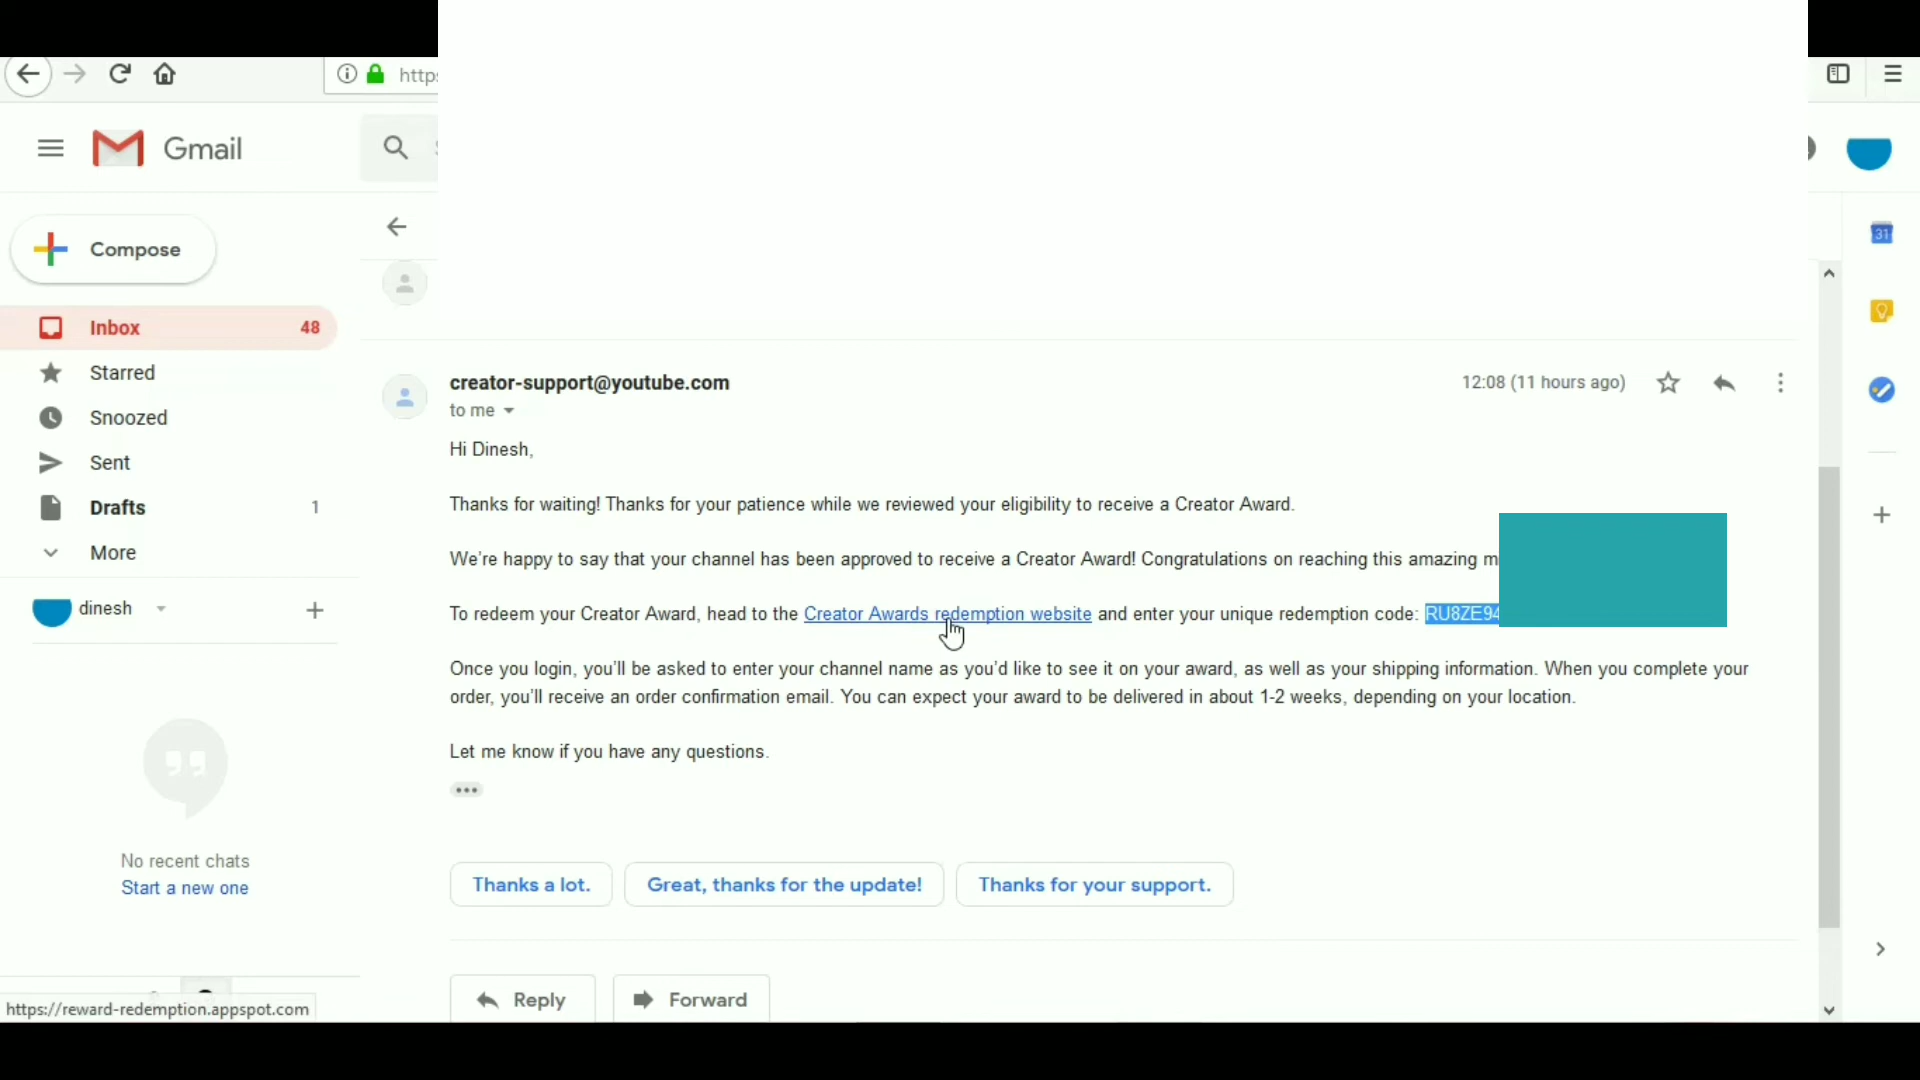 https
Gmail
Compose
Inbox 48
Starred
Snoozed
Sent
Drafts 1
More
dinesh
No recent chats
Start a new one
https://reward-redemption.appspot.com
31
creator-support@youtube.com 12:08 (11 hours ago)
to me
Hi Dinesh,
Thanks for waiting! Thanks for your patience while we reviewed your eligibility to receive a Creator Award.
We're happy to say that your channel has been approved to receive a Creator Award! Congratulations on reaching this amazing m
To redeem your Creator Award, head to the Creator Awards redemption website and enter your unique redemption code: RU8ZE94
Once you login, you'll be asked to enter your channel name as you'd like to see it on your award, as well as your shipping information. When you complete your
order, you'll receive an order confirmation email. You can expect your award to be delivered in about 1-2 weeks, depending on your location.
Let me know if you have any questions.
Thanks a lot. Great, thanks for the update! Thanks for your support.
Reply Forward